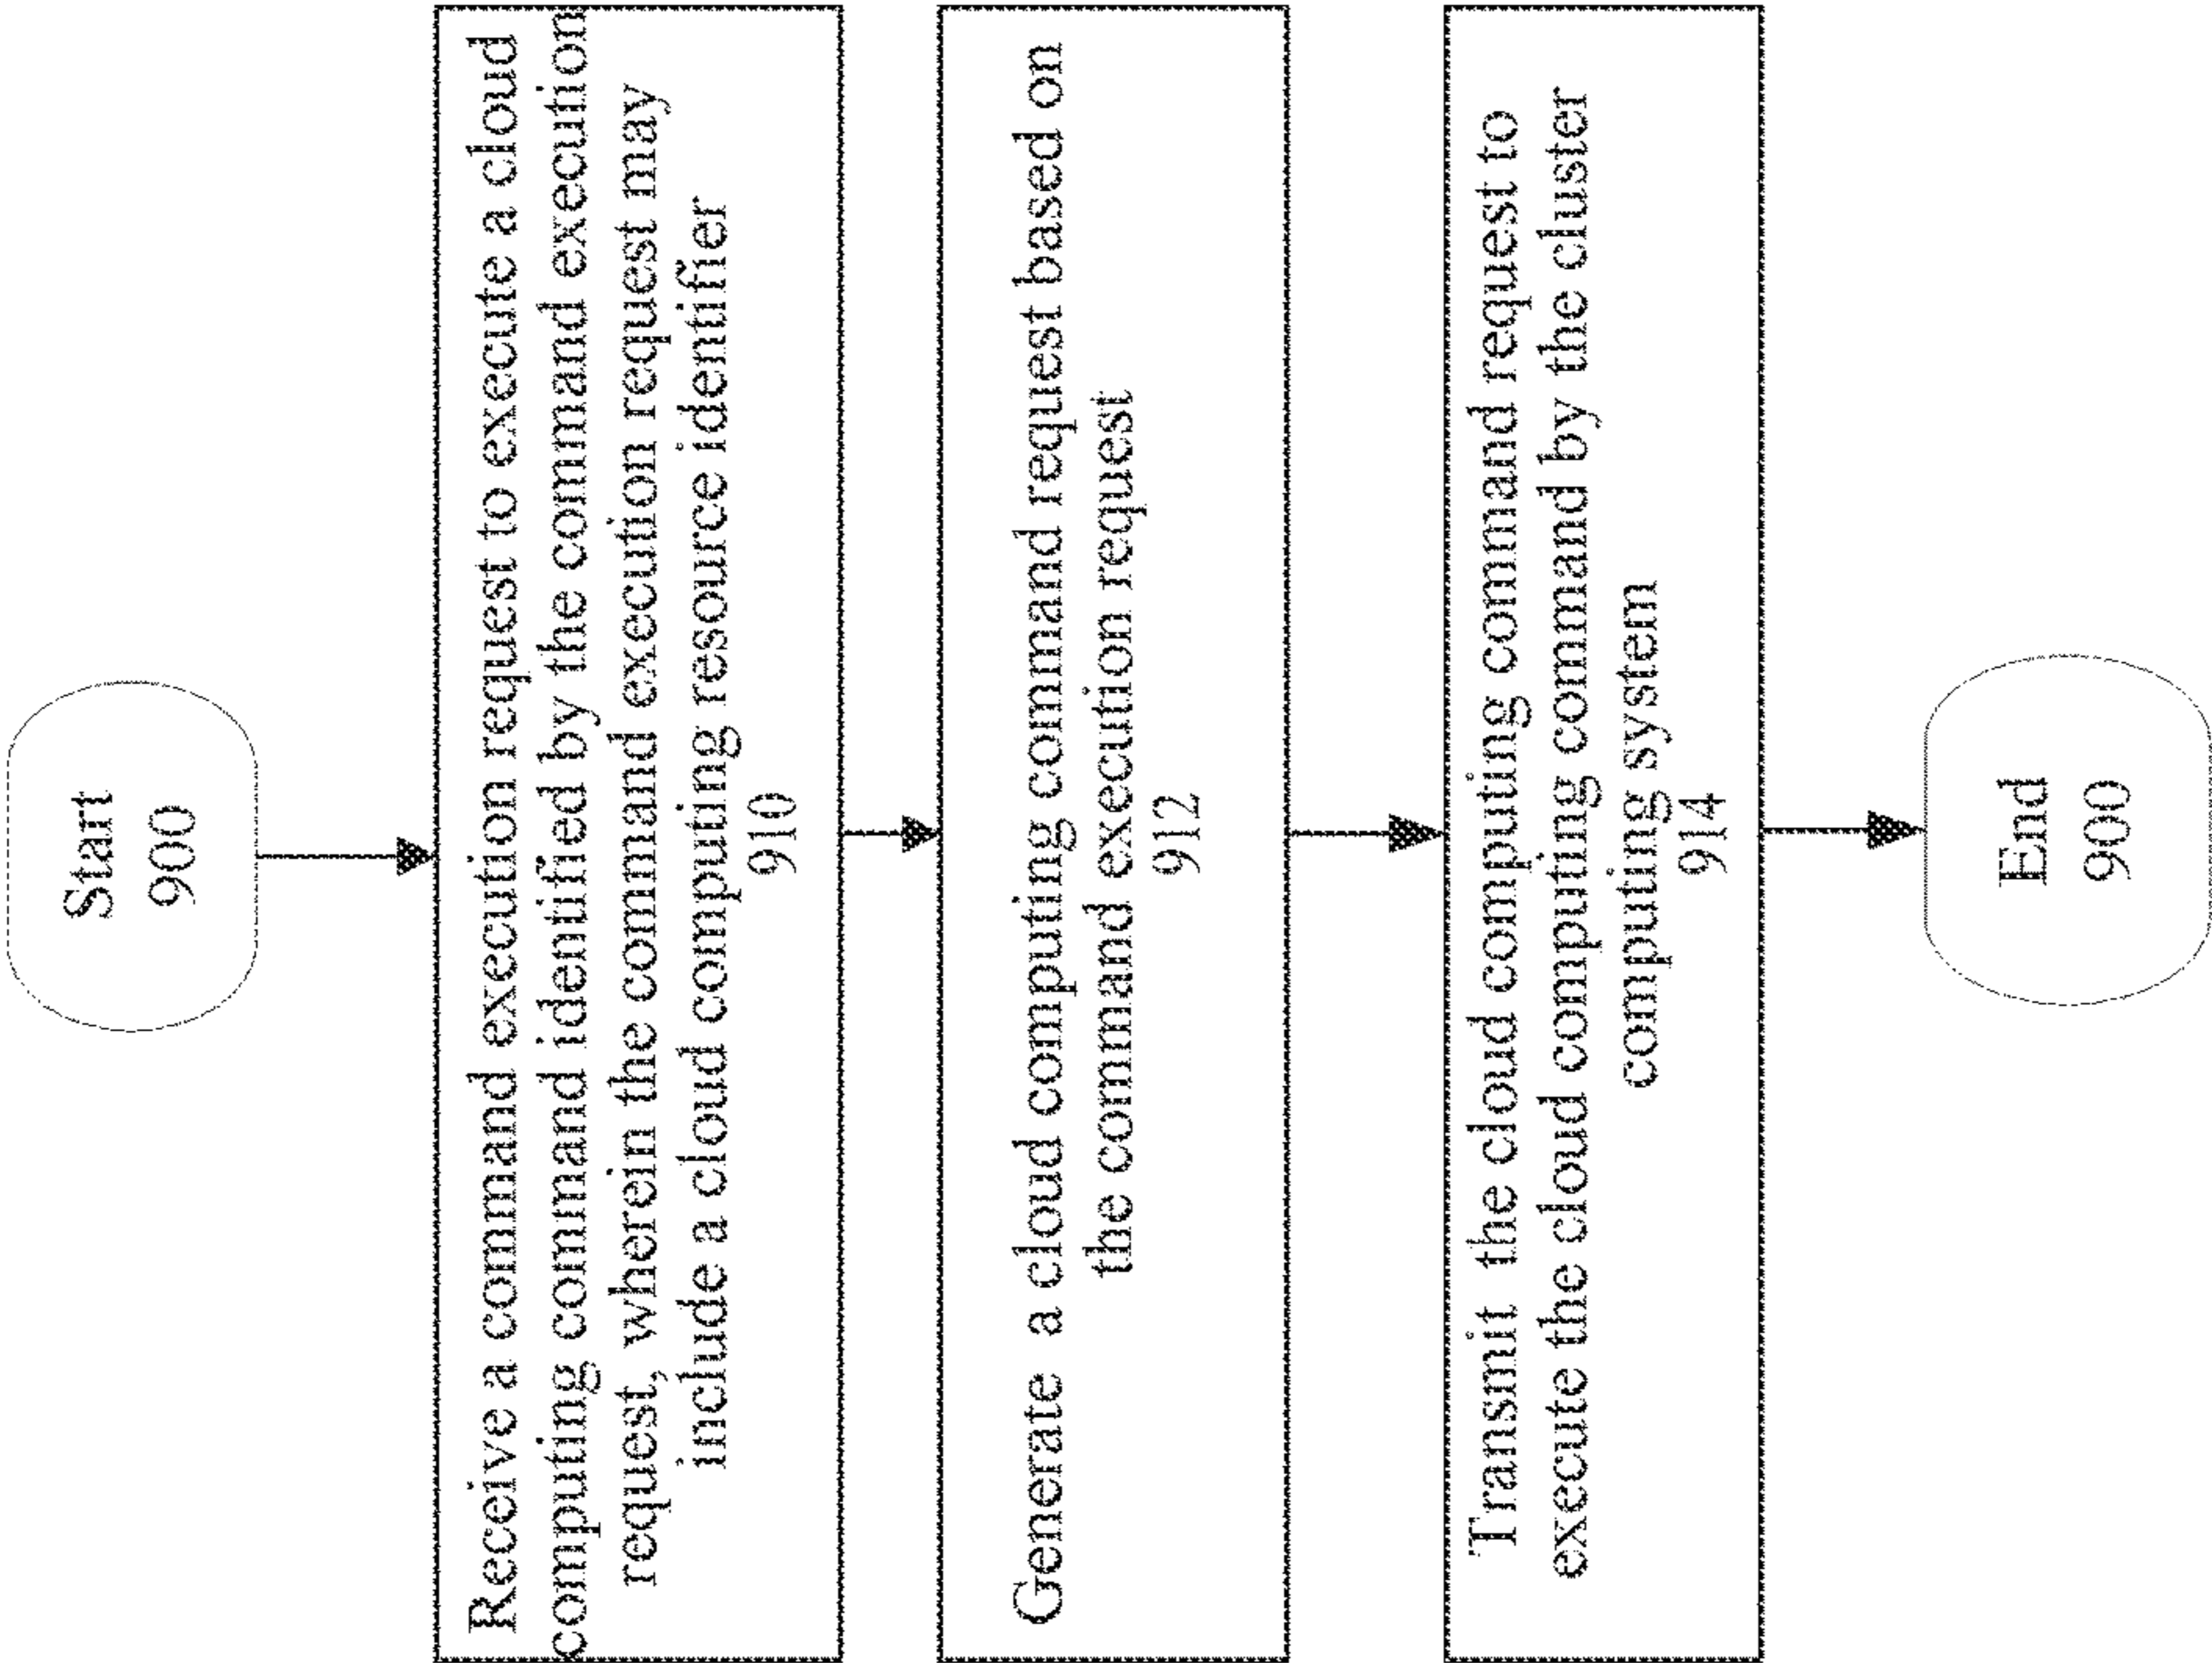 Start
900
Receive a command execution request to execute a cloud
computing command identified by the command execution
request, wherein the command execution request may
include a cloud computing resource identifier
910
Generate a cloud computing command request based on
the command execution request
912
Transmit the cloud computing command request to
execute the cloud computing command by the cluster
computing system
914
End
900